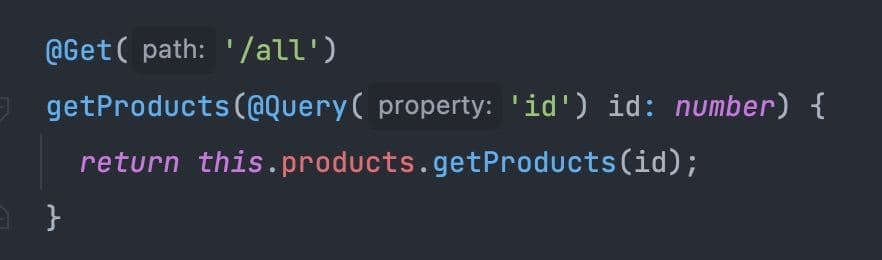 @Get( path: '/all')
getProducts(@Query( property: 'id') id: number) {
return this.products.getProducts(id);
}